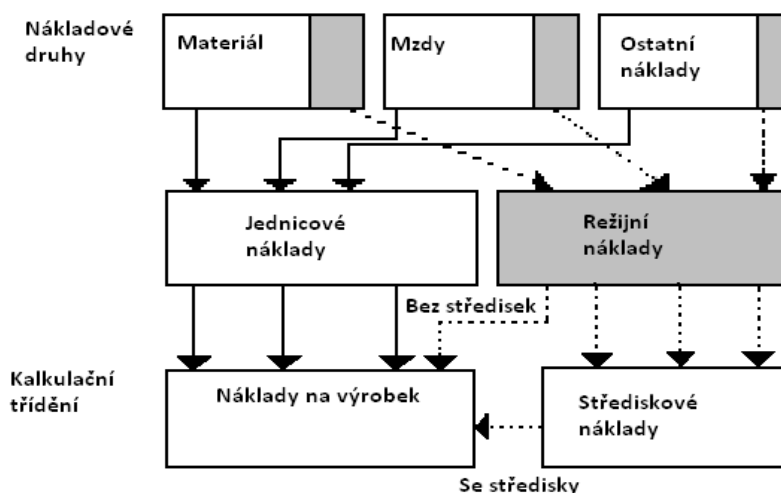 Nákladové
druhy
Materiál
Mzdy
Ostatní
náklady
Jednicové
náklady
Režijní
náklady
Bez středisek
Kalkulační
třídění
Náklady na výrobek
Střediskové
náklady
Se středisky